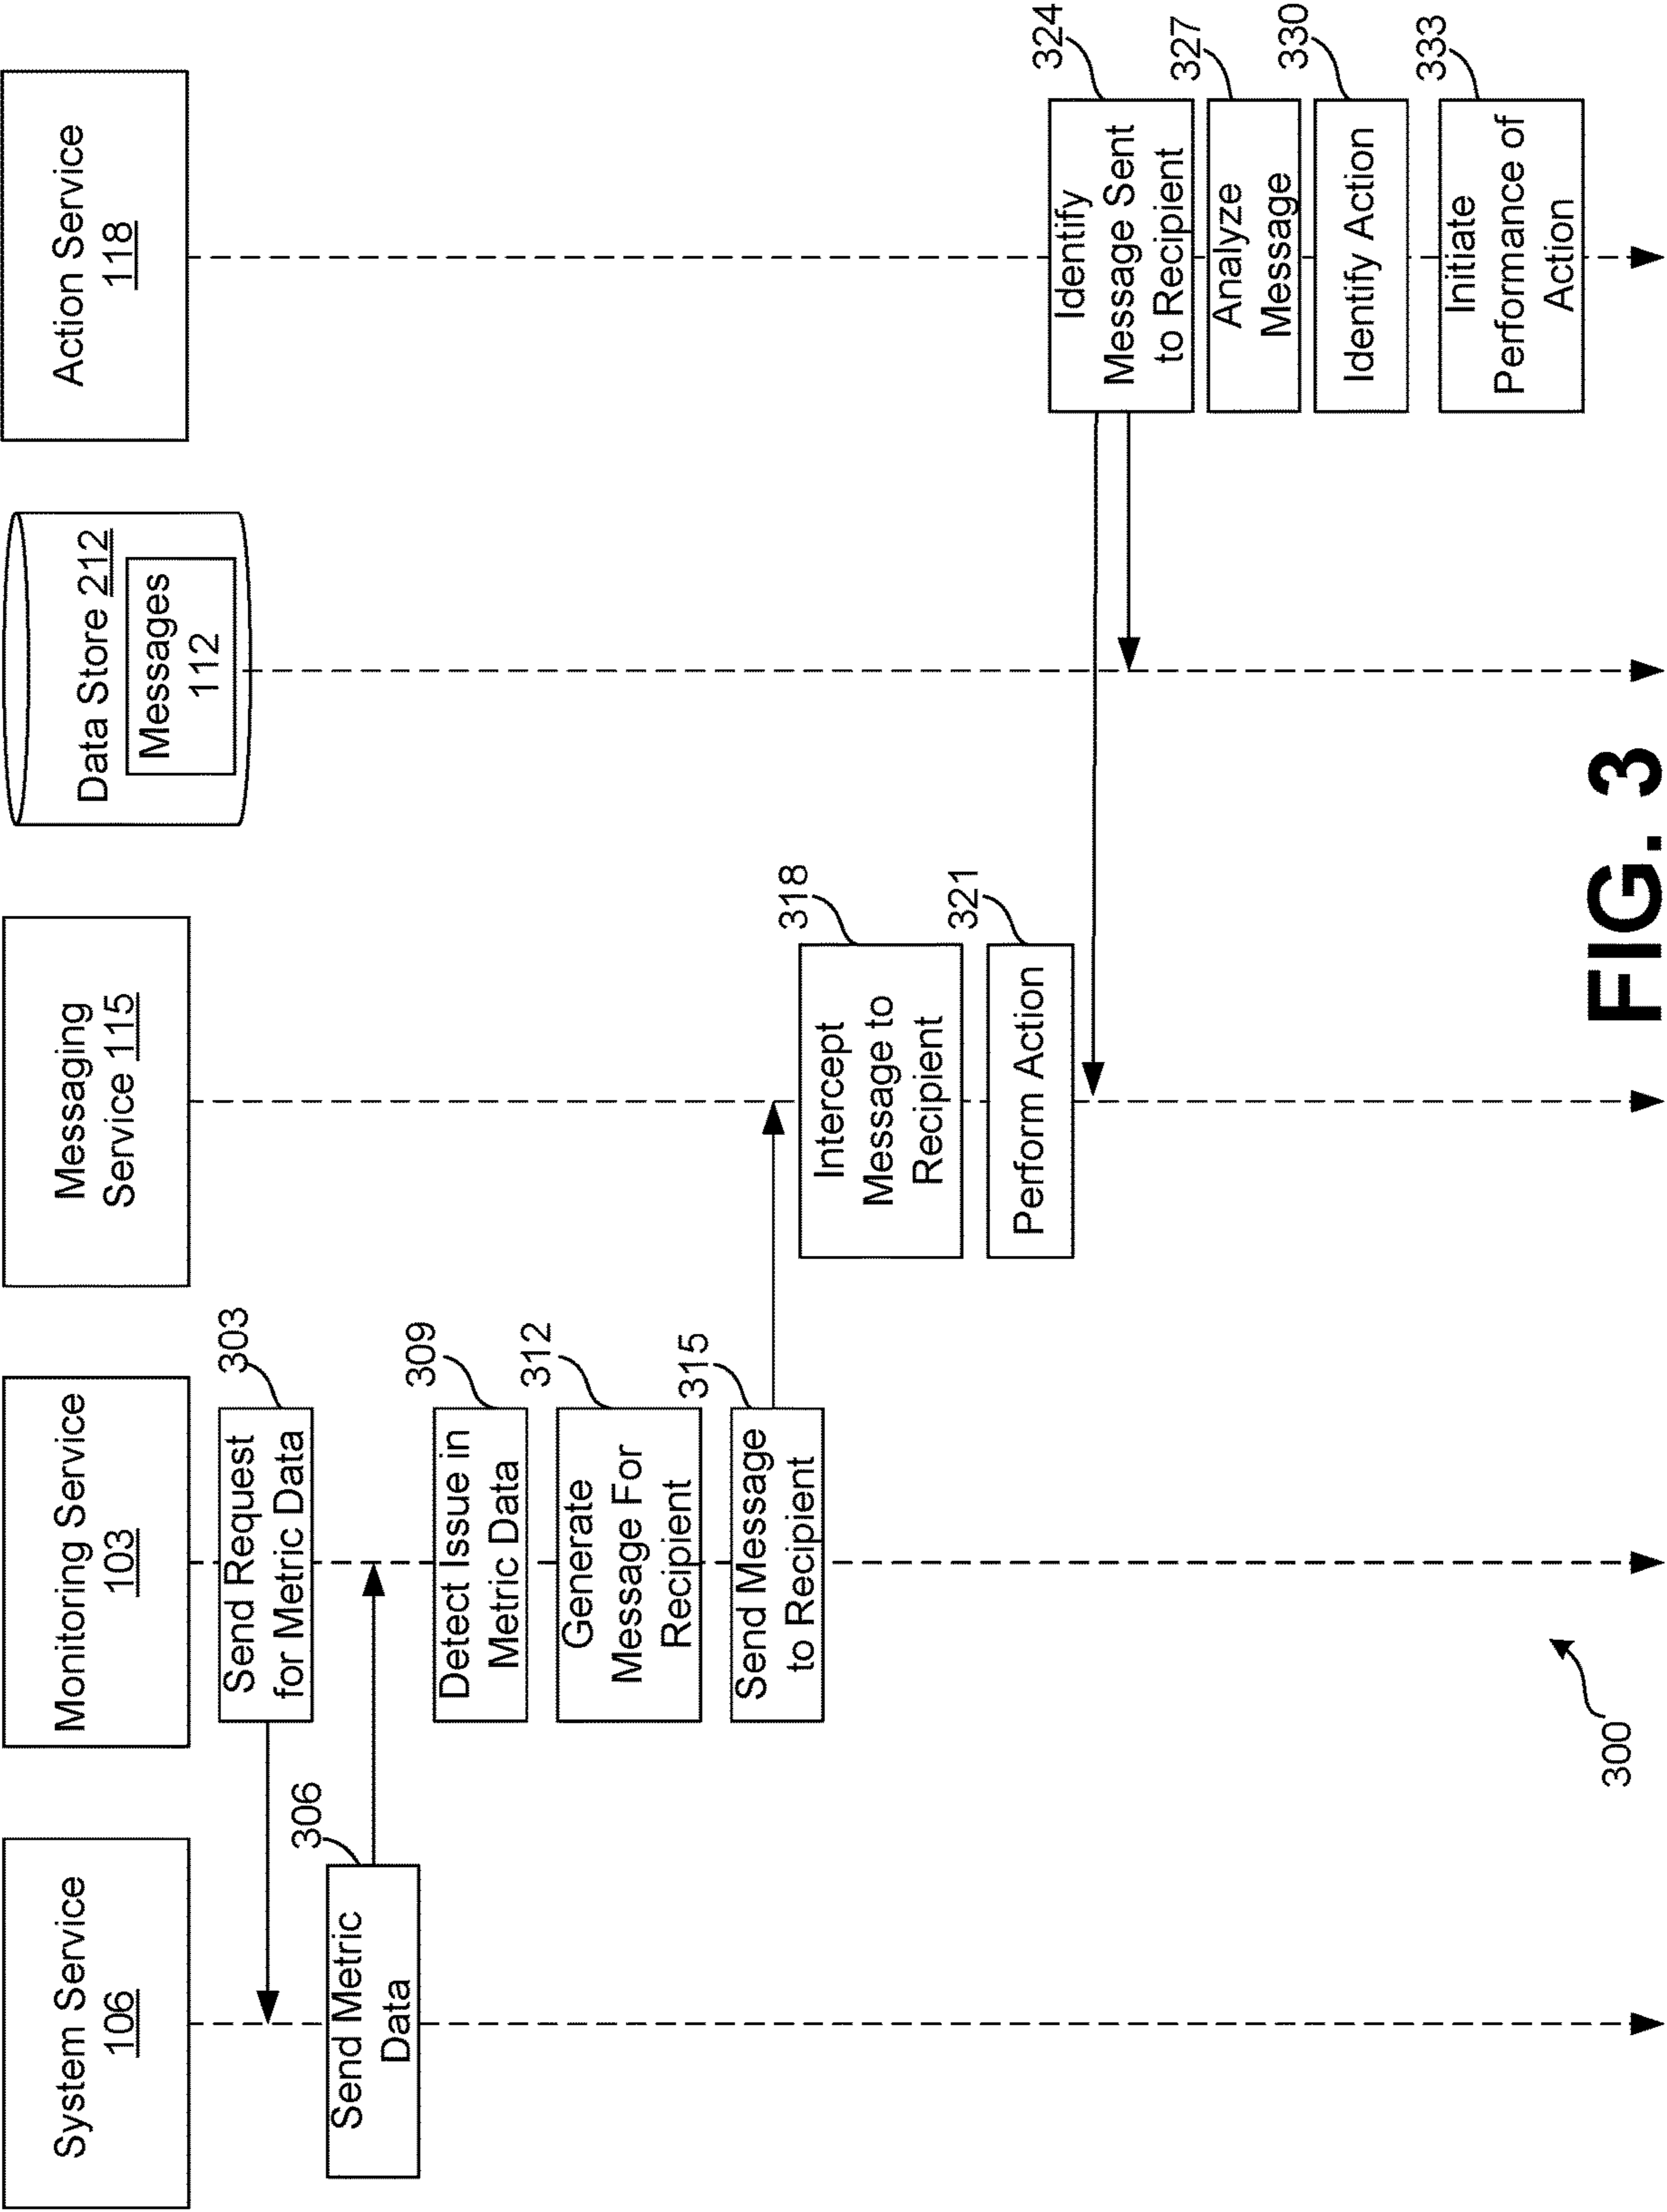 System Service
106
Monitoring Service
103
Messaging
Service 115
Data Store 212
Messages
112
Action Service
118
303
Send Request
for Metric Data
306
Send Metric
Data
309
Detect Issue in
Metric Data
312
Generate
Message For
Recipient
315
Send Message
to Recipient
318
Intercept
Message to
Recipient
321
Perform Action
324
Identify
Message Sent
to Recipient
327
Analyze
Message
330
Identify Action
333
Initiate
Performance of
Action
300
FIG. 3